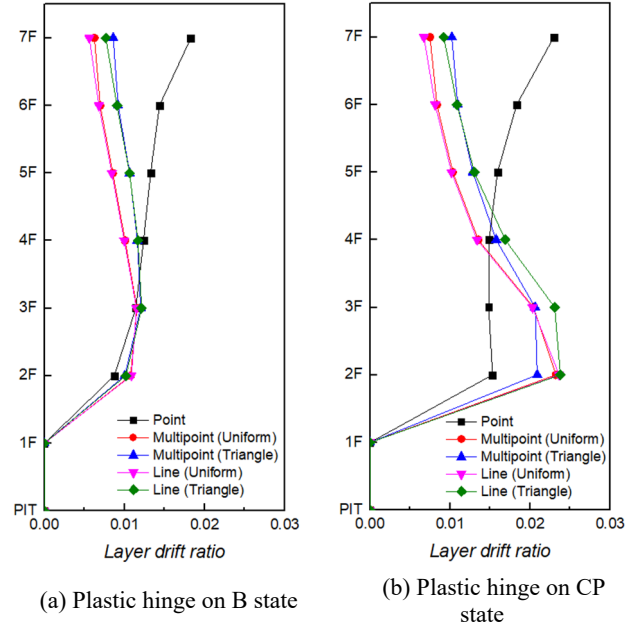 7F
6F
5F
4F
3F
2F
1F
PIT
0.00
0.01
0.02
0.03
Point
Multipoint (Uniform)
Multipoint (Triangle)
Line (Uniform)
Line (Triangle)
Layer drift ratio
(a) Plastic hinge on B state
7F
6F
5F
4F
3F
2F
1F
PIT
0.00
0.01
0.02
0.03
Point
Multipoint (Uniform)
Multipoint (Triangle)
Line (Uniform)
Line (Triangle)
Layer drift ratio
(b) Plastic hinge on CP
state